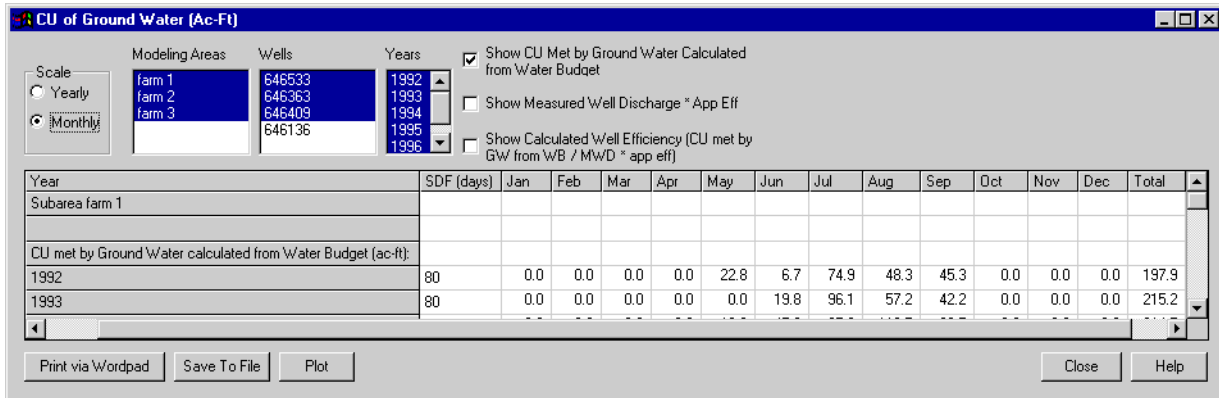 CU of Ground Water (Ac-Ft)
Modeling Areas Wells Years
Scale
Yearly
Monthly
farm 1
farm 2
farm 3
646533
646363
646409
646136
1992
1993
1994
1995
1996
Show CU Met by Ground Water Calculated
from Water Budget
Show Measured Well Discharge * App Eff
Show Calculated Well Efficiency (CU met by
GW from WB / MWD * app eff)
Year SDF (days) Jan Feb Mar Apr May Jun Jul Aug Sep Oct Nov Dec Total
Subarea farm 1
CU met by Ground Water calculated from Water Budget (ac-ft):
1992 80 0.0 0.0 0.0 0.0 22.8 6.7 74.9 48.3 45.3 0.0 0.0 0.0 197.9
1993 80 0.0 0.0 0.0 0.0 0.0 19.8 96.1 57.2 42.2 0.0 0.0 0.0 215.2
Print via Wordpad Save To File Plot Close Help